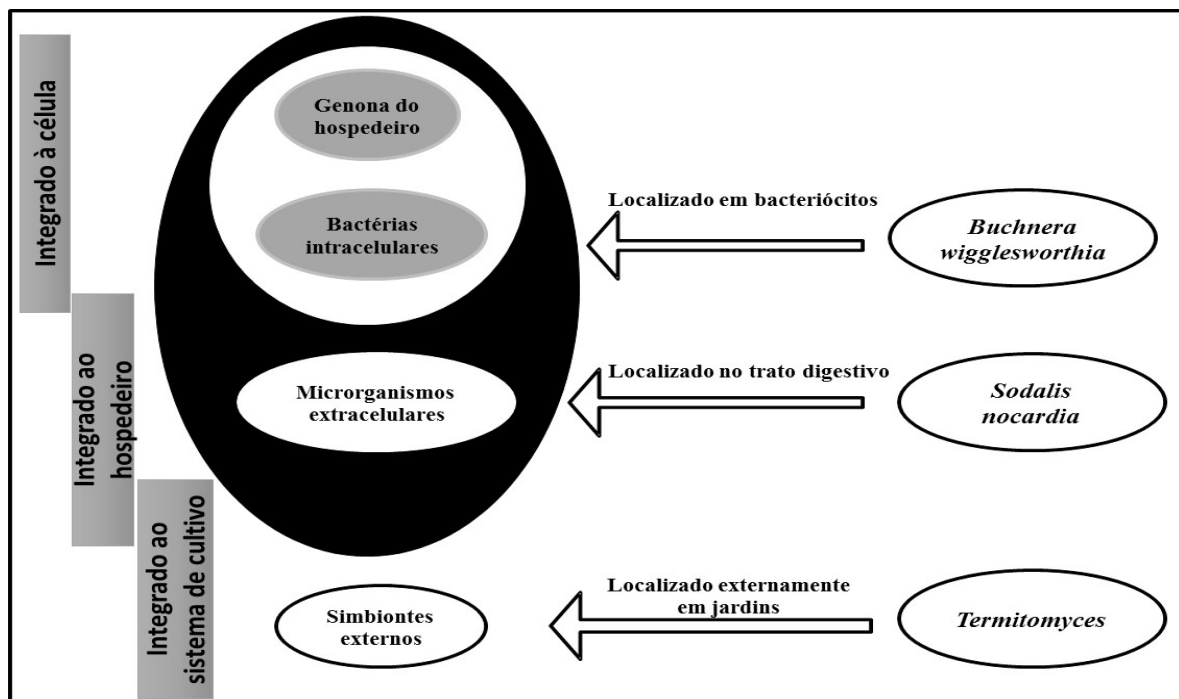 Integrado à célula
Integrado ao
hospedeiro
Integrado ao
sistema de cultivo
Genona do
hospedeiro
Bactérias
intracelulares
Localizado em bacteriócitos
Buchnera
wigglesworthia
Microrganismos
extracelulares
Localizado no trato digestivo
Sodalis
nocardia
Simbiontes
externos
Localizado externamente
em jardins
Termitomyces